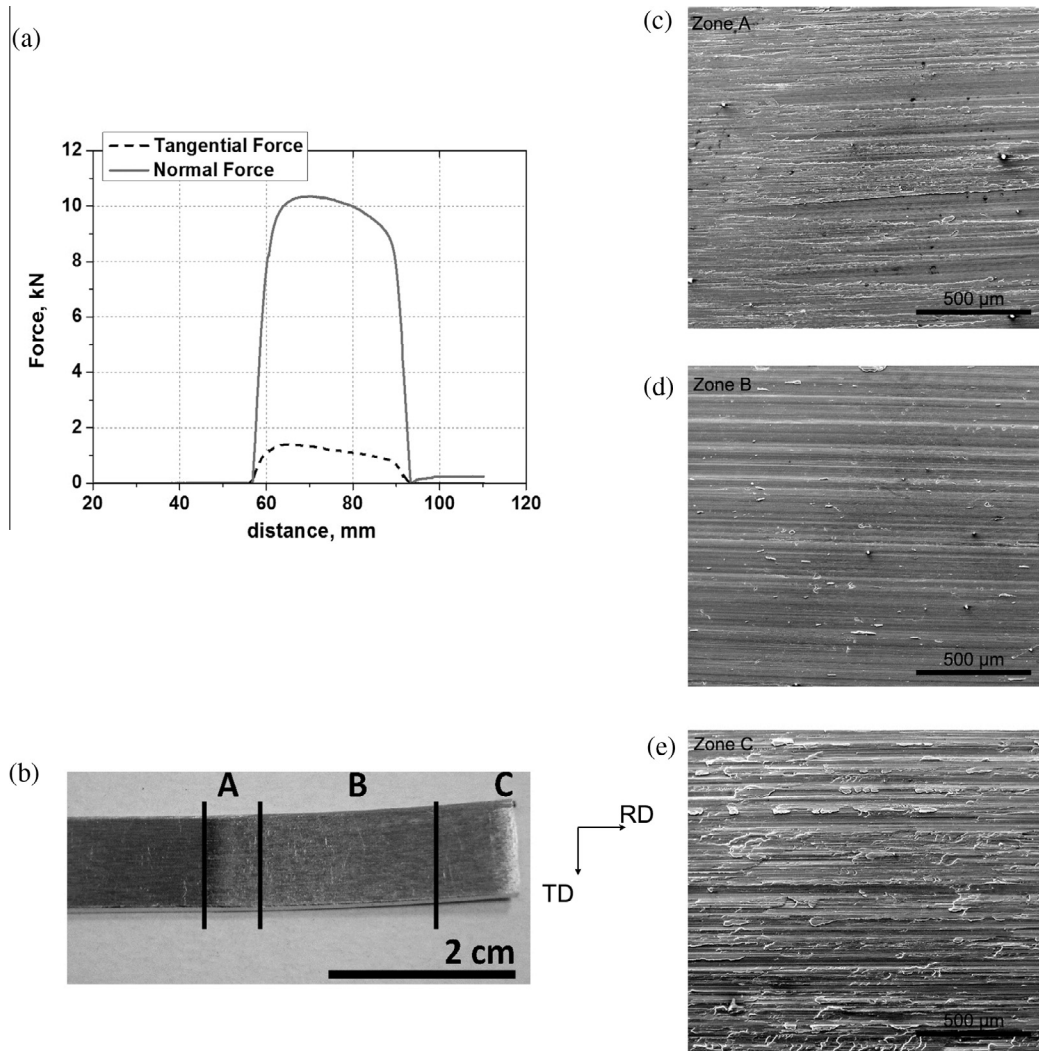 (a)
Tangential Force
Normal Force
12
10
8
6
4
2
0
Force, kN
20 40 60 80 100 120
distance, mm
(b)
A B C
2 cm
RD
TD
(c)
Zone A
500 µm
(d)
Zone B
500 µm
(e)
Zone C
500 µm